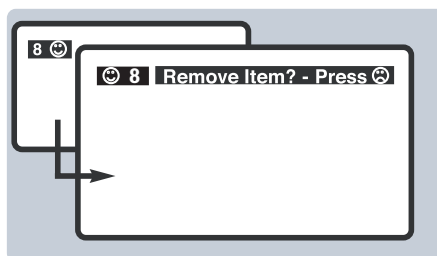 8 ☺
☺ 8 Remove Item? - Press ☹